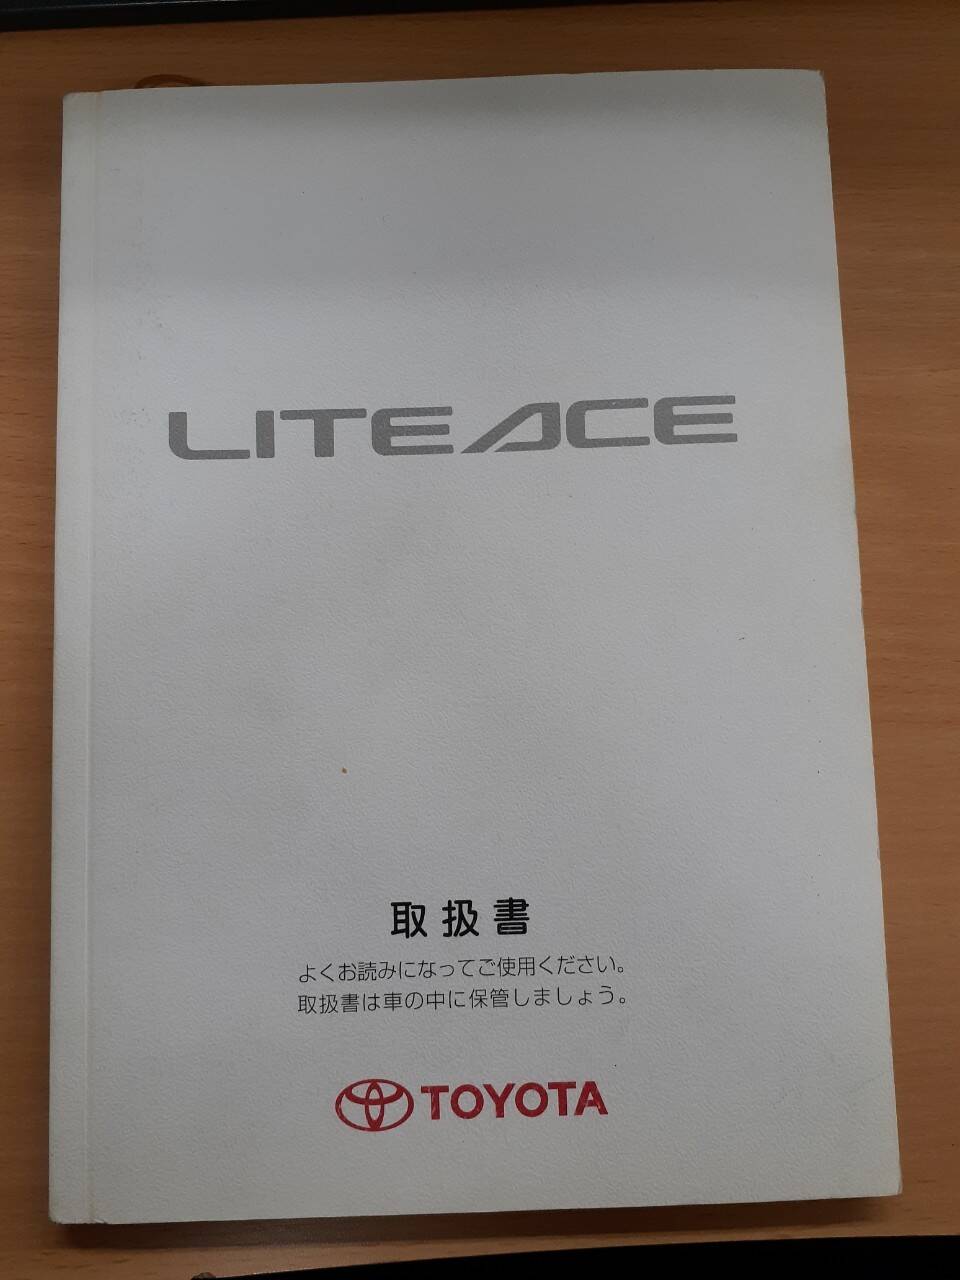 LITEACE
取扱書
よくお読みになってご使用ください。
取扱書は車の中に保管しましょう。
TOYOTA